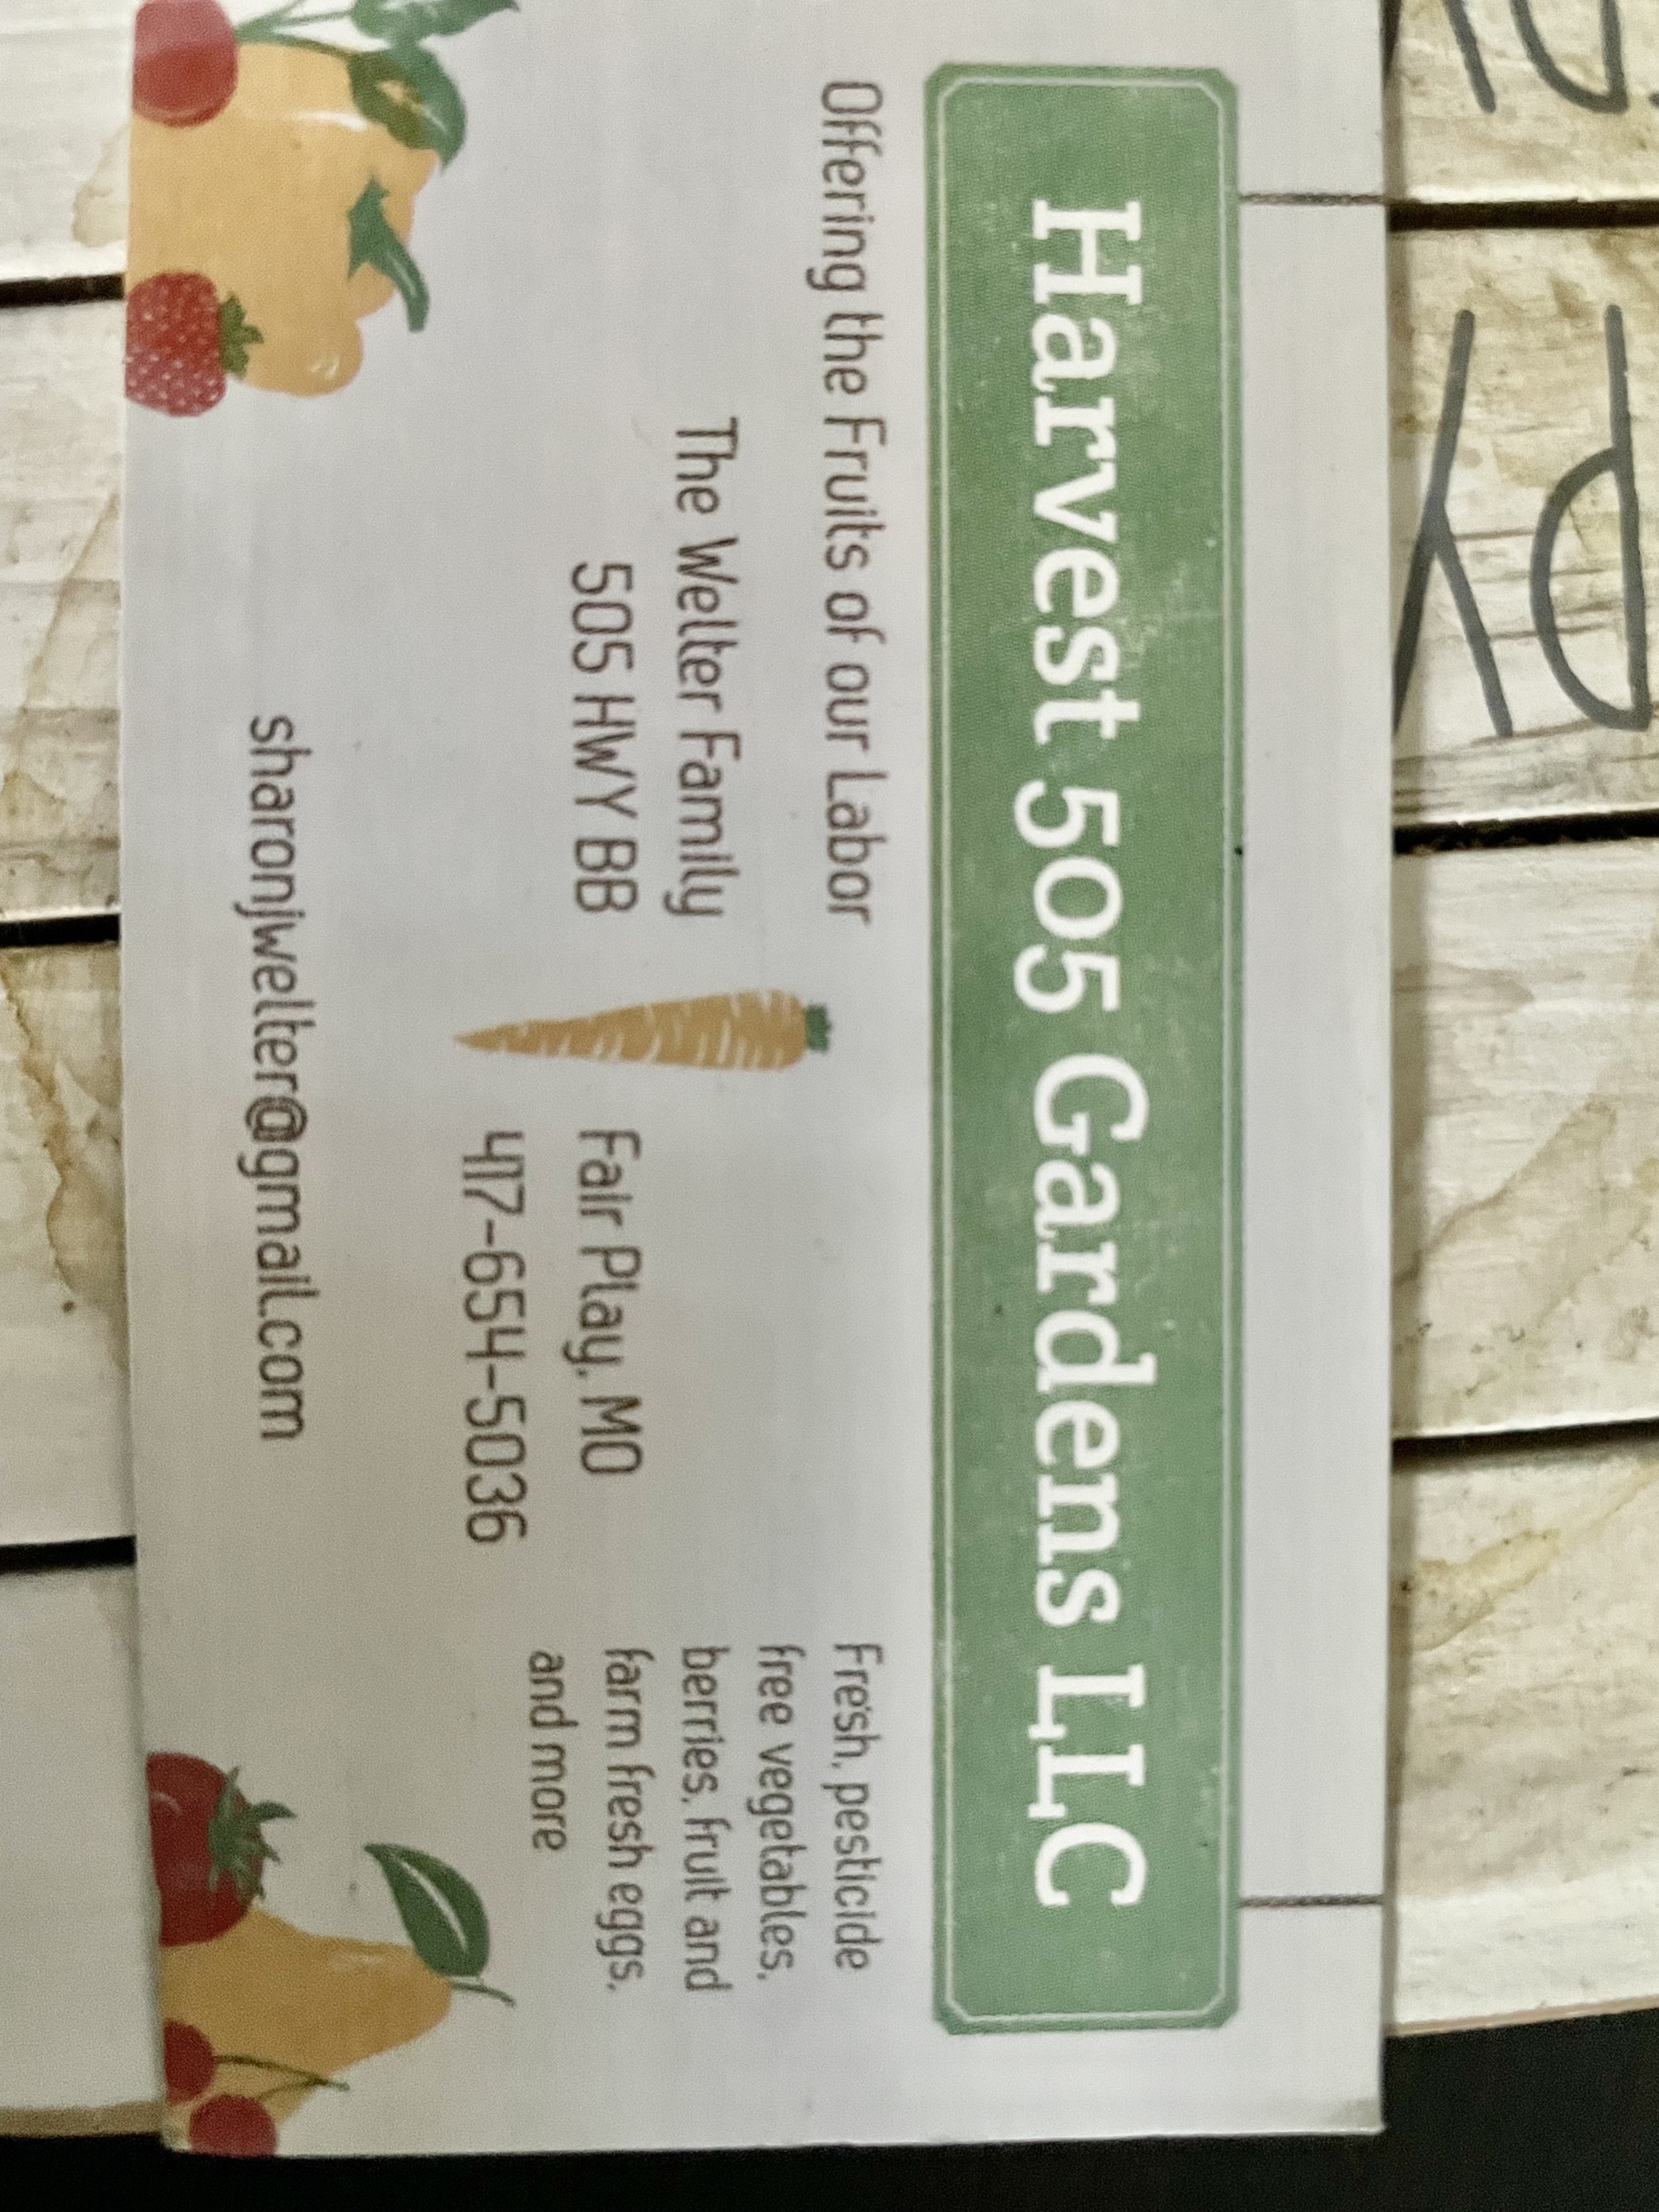 Harvest 505 Gardens LLC
Offering the Fruits of our Labor
The Welter Family
505 HWY BB
Fair Play, MO
417-654-5036
sharonjwelter@gmail.com
Fresh, pesticide
free vegetables,
berries, fruit and
farm fresh eggs,
and more